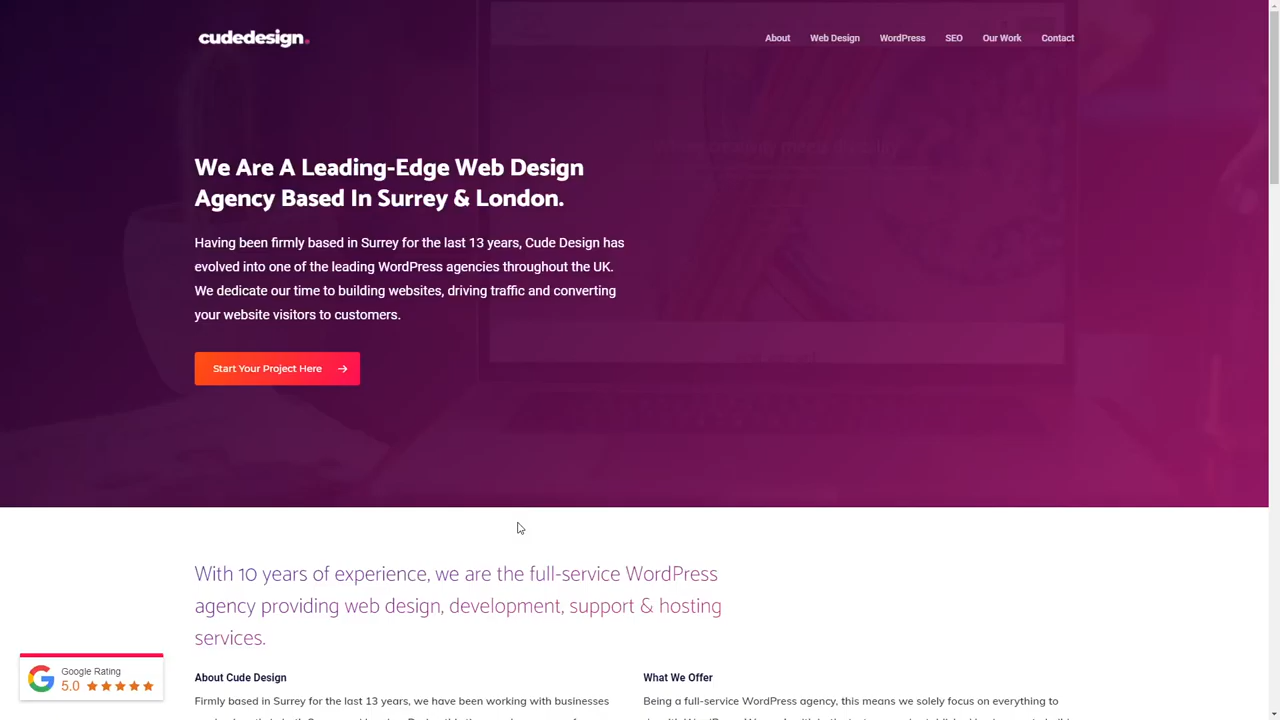 cudedesign.
About Web Design WordPress SEO Our Work Contact
We Are A Leading-Edge Web Design
Agency Based In Surrey & London.
Having been firmly based in Surrey for the last 13 years, Cude Design has
evolved into one of the leading WordPress agencies throughout the UK.
We dedicate our time to building websites, driving traffic and converting
your website visitors to customers.
Start Your Project Here
With 10 years of experience, we are the full-service WordPress
agency providing web design, development, support & hosting
services.
Google Rating
5.0
About Cude Design
Firmly based in Surrey for the last 13 years, we have been working with businesses
What We Offer
Being a full-service WordPress agency, this means we solely focus on everything to